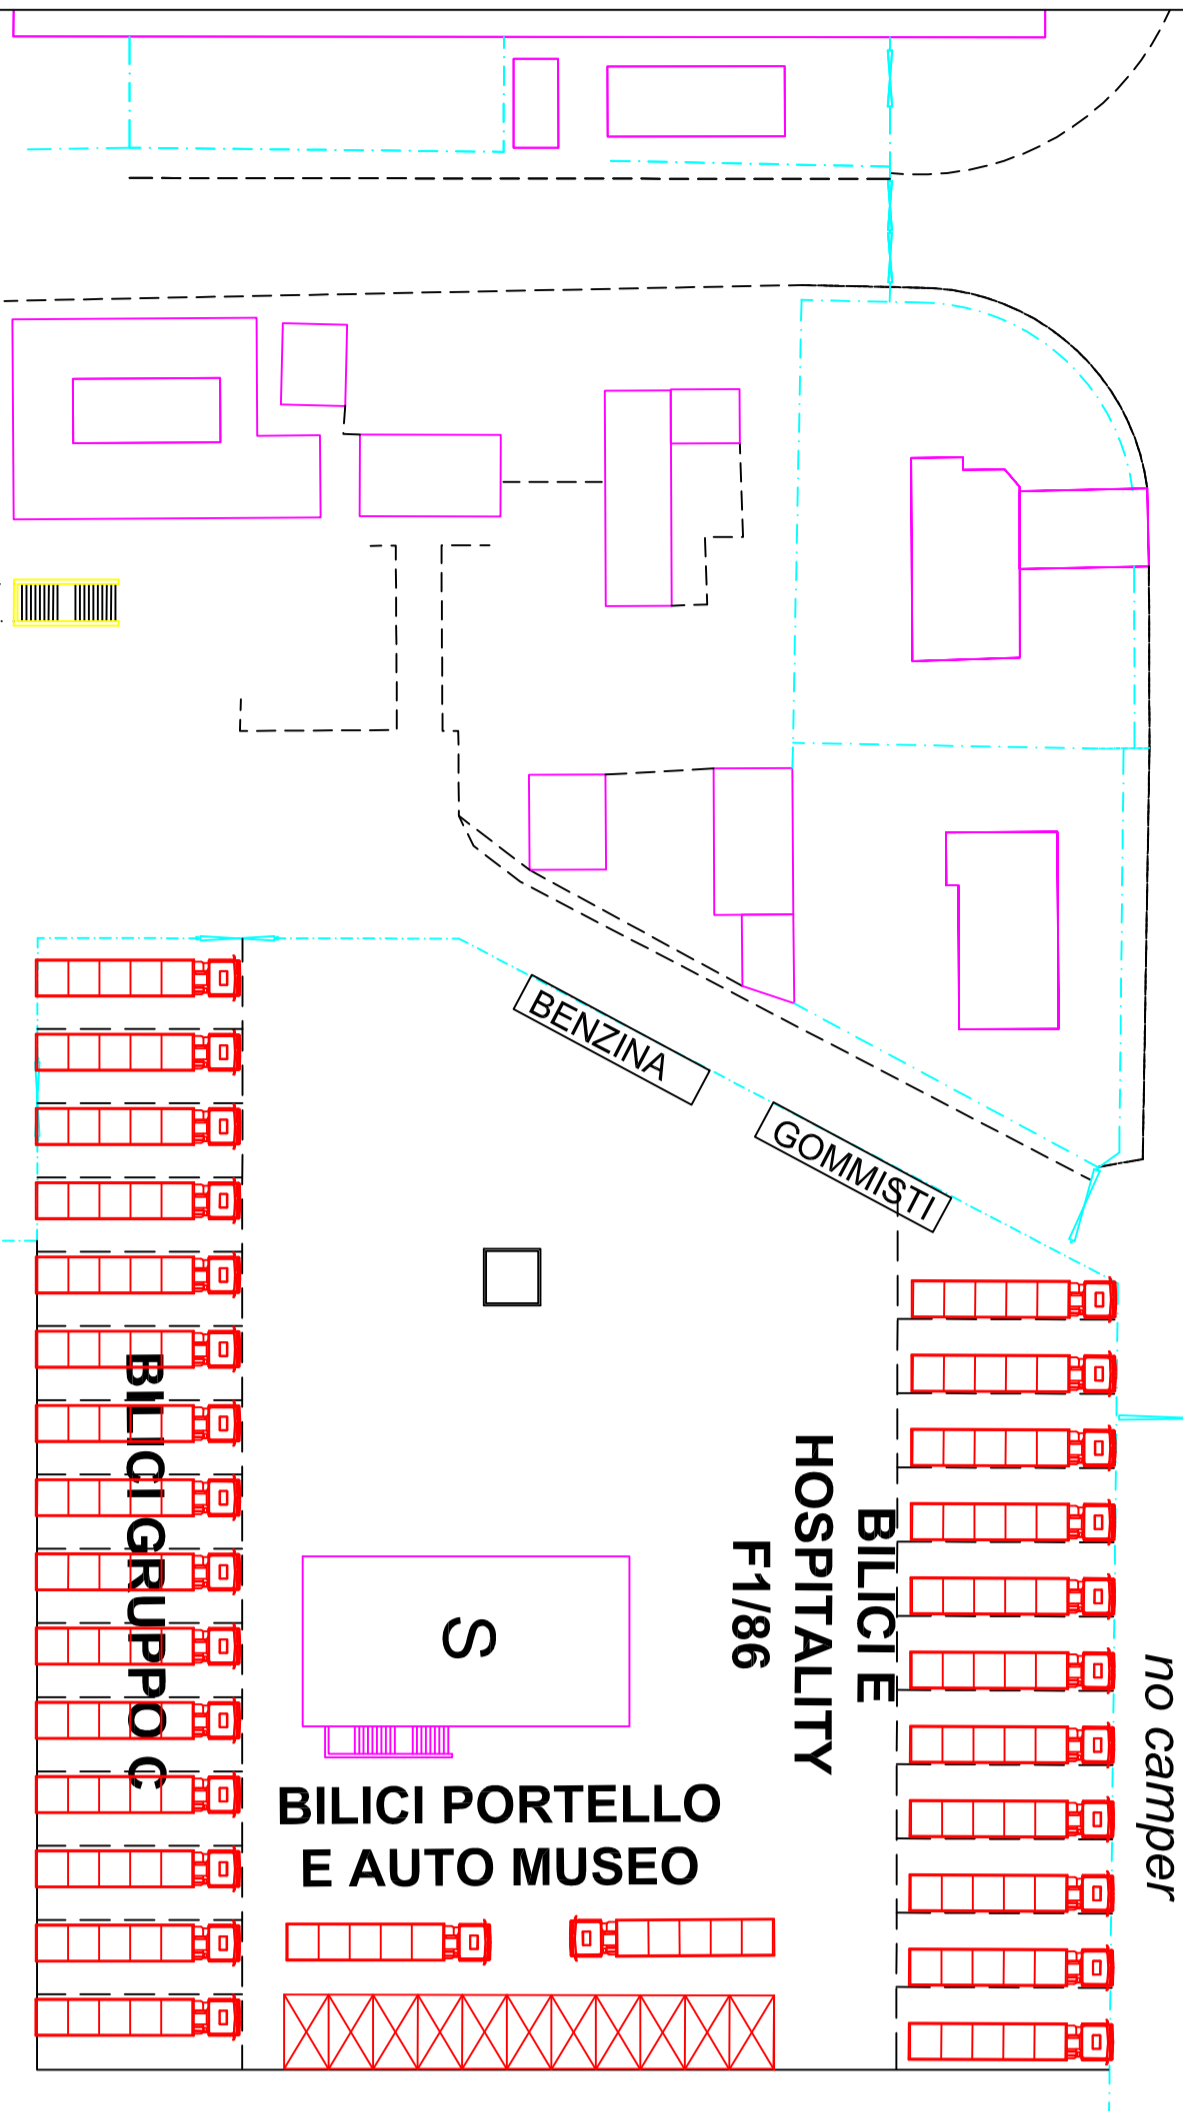 BENZINA
GOMMISTI
BILICI E
HOSPITALITY
F1/86
no camper
BILICI GRUPPO C
S
BILICI PORTELLO
E AUTO MUSEO